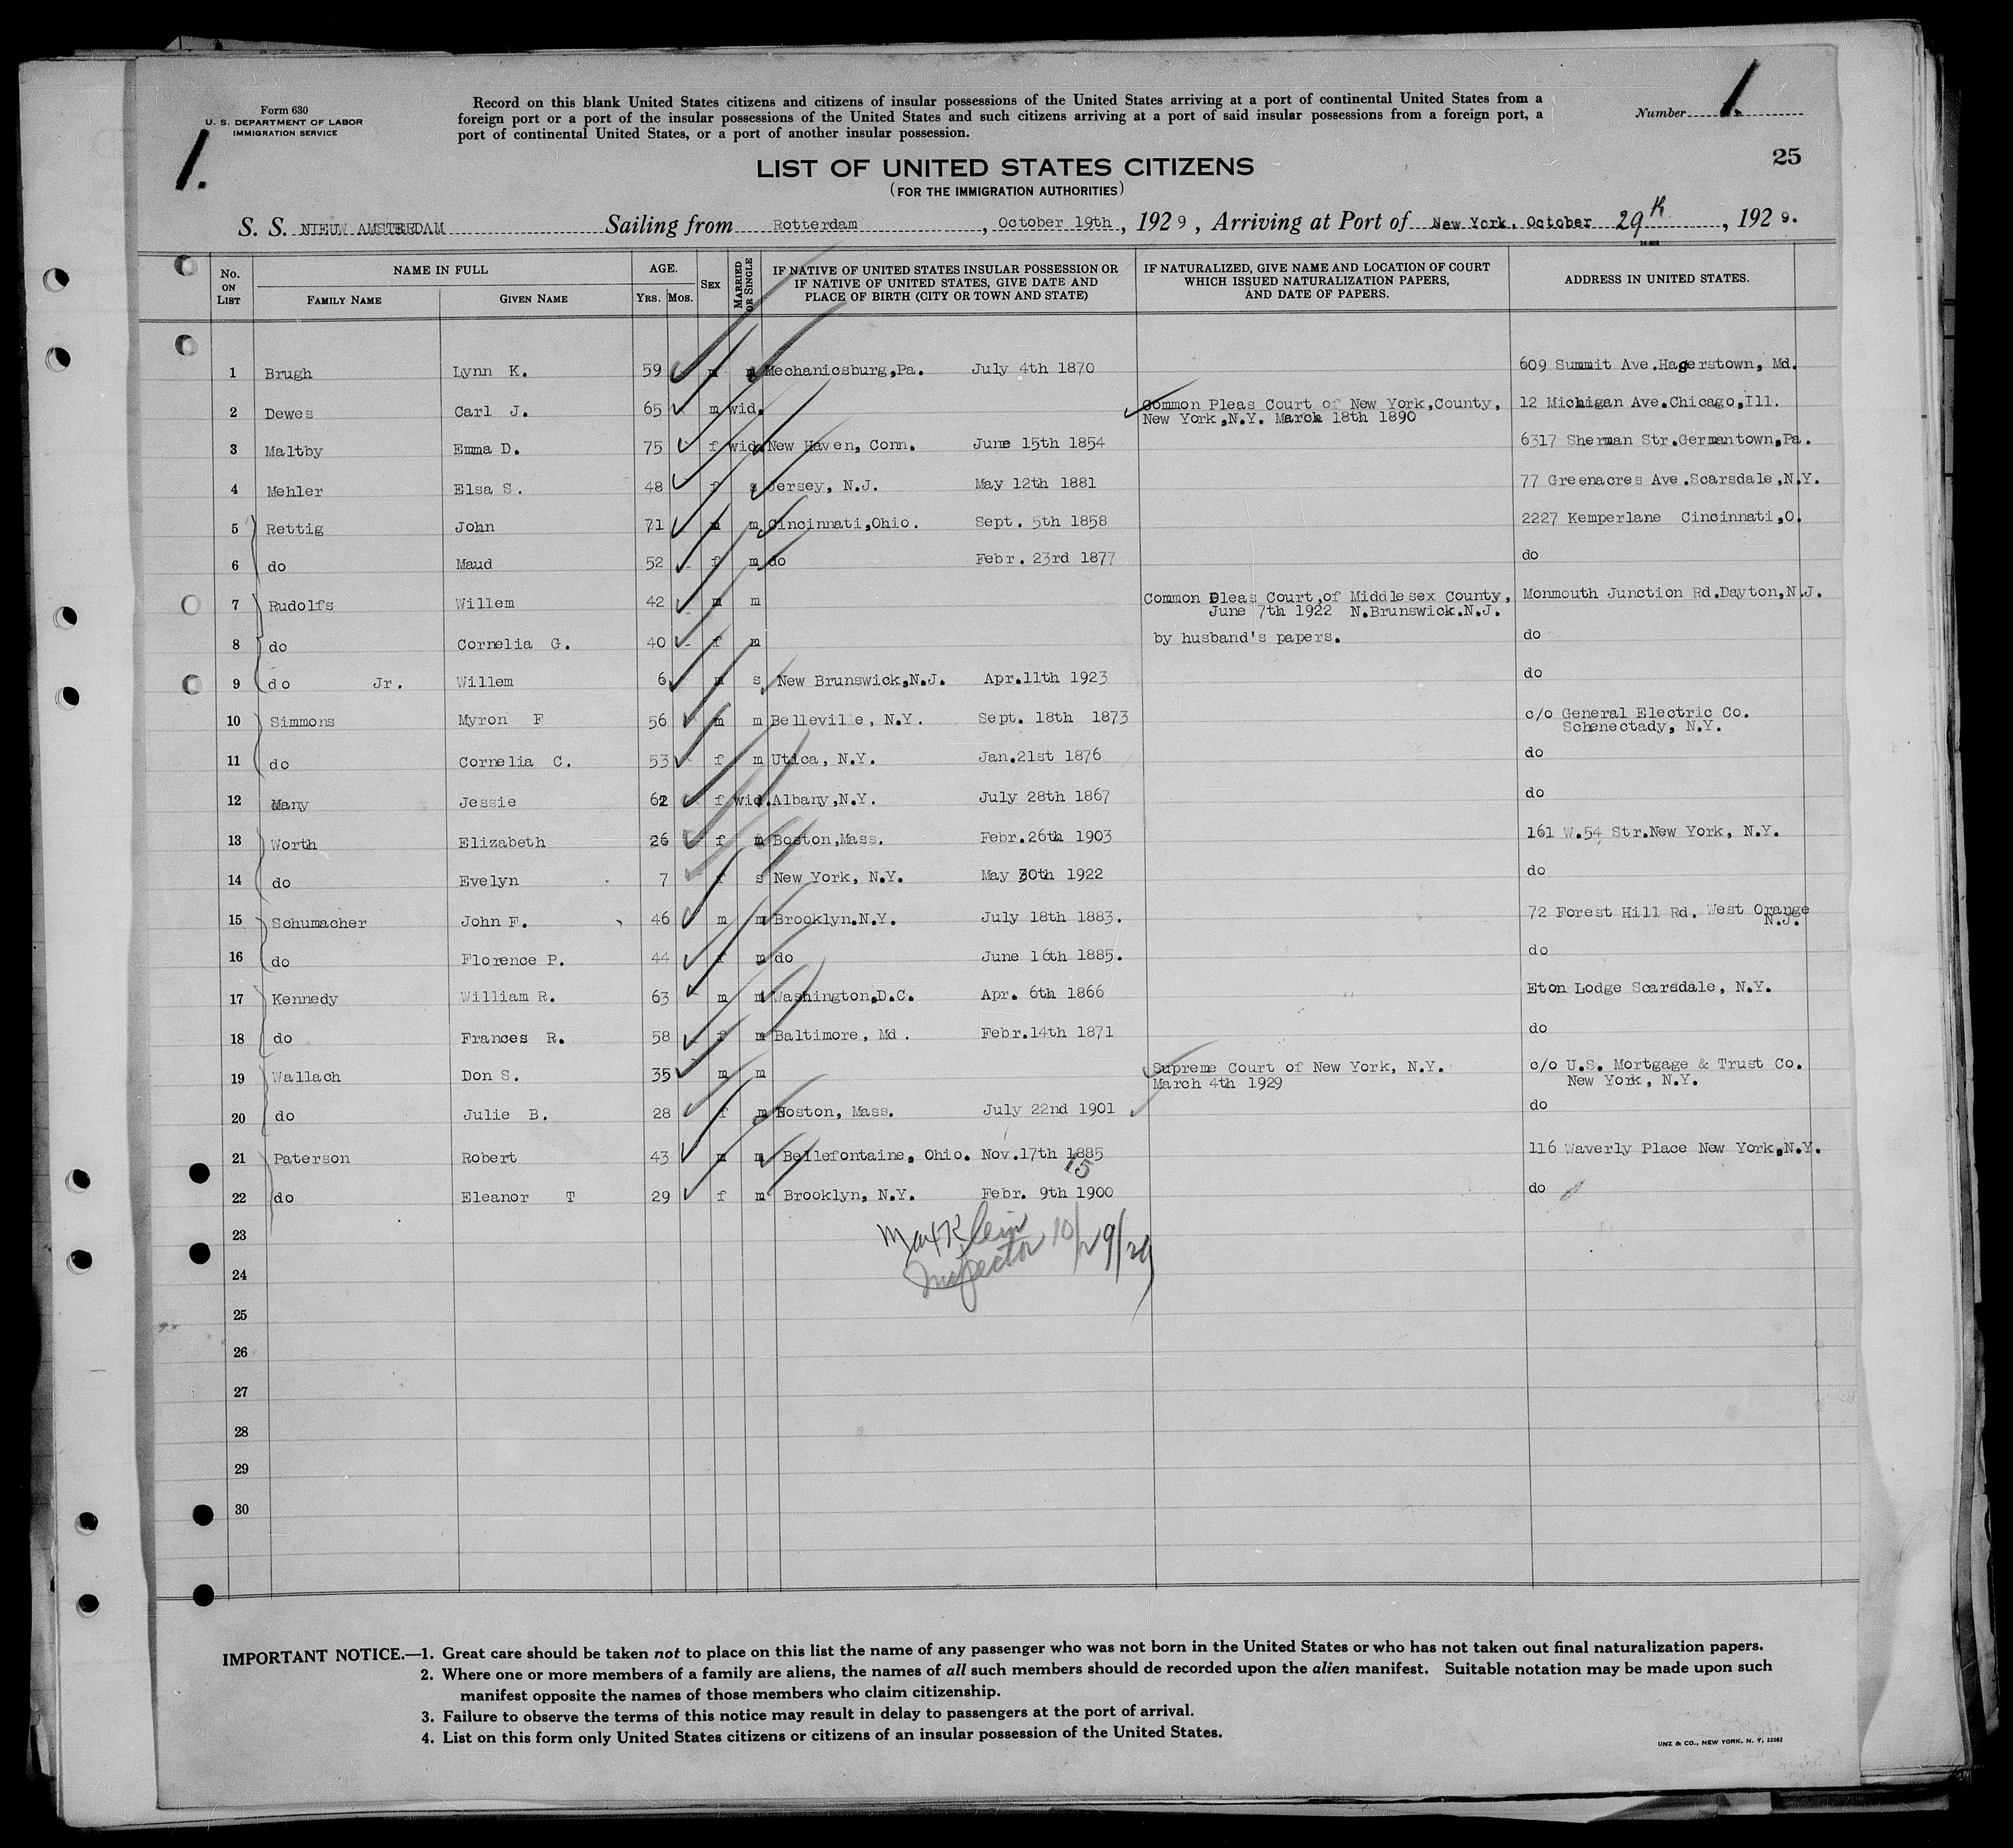 Form 630
U. S. DEPARTMENT OF LABOR
IMMIGRATION SERVICE
1.
Record on this blank United States citizens and citizens of insular possessions of the United States arriving at a port of continental United States from a
foreign port or a port of the insular possessions of the United States and such citizens arriving at a port of said insular possessions from a foreign port, a
port of continental United States, or a port of another insular possession.
Number 1.
25
LIST OF UNITED STATES CITIZENS
(FOR THE IMMIGRATION AUTHORITIES)
S. S. NIEUW AMSTERDAM Sailing from Rotterdam, October 19th, 1929, Arriving at Port of New York, October 29th, 1929.
No. ON LIST NAME IN FULL FAMILY NAME GIVEN NAME AGE. YRS. MOS. SEX MARRIED OR SINGLE IF NATIVE OF UNITED STATES INSULAR POSSESSION OR IF NATIVE OF UNITED STATES, GIVE DATE AND PLACE OF BIRTH (CITY OR TOWN AND STATE) IF NATURALIZED, GIVE NAME AND LOCATION OF COURT WHICH ISSUED NATURALIZATION PAPERS, AND DATE OF PAPERS. ADDRESS IN UNITED STATES.
1 Brugh Lynn K. 59 m m Mechanicsburg,Pa. July 4th 1870 609 Summit Ave.Hagerstown, Md.
2 Dewes Carl J. 65 m wid. Common Pleas Court of New York,County, 12 Michigan Ave.Chicago,Ill.
New York,N.Y. March 18th 1890
3 Maltby Emma D. 75 f wid. New Haven, Conn. June 15th 1854 6317 Sherman Str.Germantown,Pa.
4 Mehler Elsa S. 48 f s Jersey, N.J. May 12th 1881 77 Greenacres Ave.Scarsdale,N.Y.
5 Rettig John 71 m m Cincinnati,Ohio. Sept. 5th 1858 2227 Kemperlane Cincinnati,O.
6 do Maud 52 f m do Febr. 23rd 1877 do
7 Rudolfs Willem 42 m m Common Pleas Court,of Middlesex County, Monmouth Junction Rd.Dayton,N.J.
June 7th 1922 N.Brunswick.N.J.
8 do Cornelia G. 40 f m by husband's papers. do
9 do Jr. Willem 6 m s New Brunswick,N.J. Apr.11th 1923 do
10 Simmons Myron F 56 m m Belleville, N.Y. Sept. 18th 1873 c/o General Electric Co.
Schenectady, N.Y.
11 do Cornelia C. 53 f m Utica, N.Y. Jan.21st 1876 do
12 Many Jessie 62 f wid. Albany,N.Y. July 28th 1867 do
13 Worth Elizabeth 26 f m Boston,Mass. Febr.26th 1903 161 W.54 Str.New York, N.Y.
14 do Evelyn 7 f s New York, N.Y. May 30th 1922 do
15 Schumacher John F. 46 m m Brooklyn.N.Y. July 18th 1883. 72 Forest Hill Rd. West Orange
N.J.
16 do Florence P. 44 f m do June 16th 1885. do
17 Kennedy William R. 63 m m Washington,D.C. Apr. 6th 1866 Eton Lodge Scarsdale, N.Y.
18 do Frances R. 58 f m Baltimore, Md. Febr.14th 1871 do
19 Wallach Don S. 35 m m Supreme Court of New York, N.Y. c/o U.S. Mortgage & Trust Co.
March 4th 1929 New York, N.Y.
20 do Julie B. 28 f m Boston, Mass. July 22nd 1901 do
21 Paterson Robert 43 m m Bellefontaine, Ohio. Nov.17th 1885 116 Waverly Place New York,N.Y.
15
22 do Eleanor T 29 f m Brooklyn, N.Y. Febr. 9th 1900 do
23
Max Klein
Inspector 10/29/29
24
25
26
27
28
29
30
IMPORTANT NOTICE.—1. Great care should be taken not to place on this list the name of any passenger who was not born in the United States or who has not taken out final naturalization papers.
2. Where one or more members of a family are aliens, the names of all such members should de recorded upon the alien manifest. Suitable notation may be made upon such
manifest opposite the names of those members who claim citizenship.
3. Failure to observe the terms of this notice may result in delay to passengers at the port of arrival.
4. List on this form only United States citizens or citizens of an insular possession of the United States.
UNZ & CO., NEW YORK, N. Y. 22082